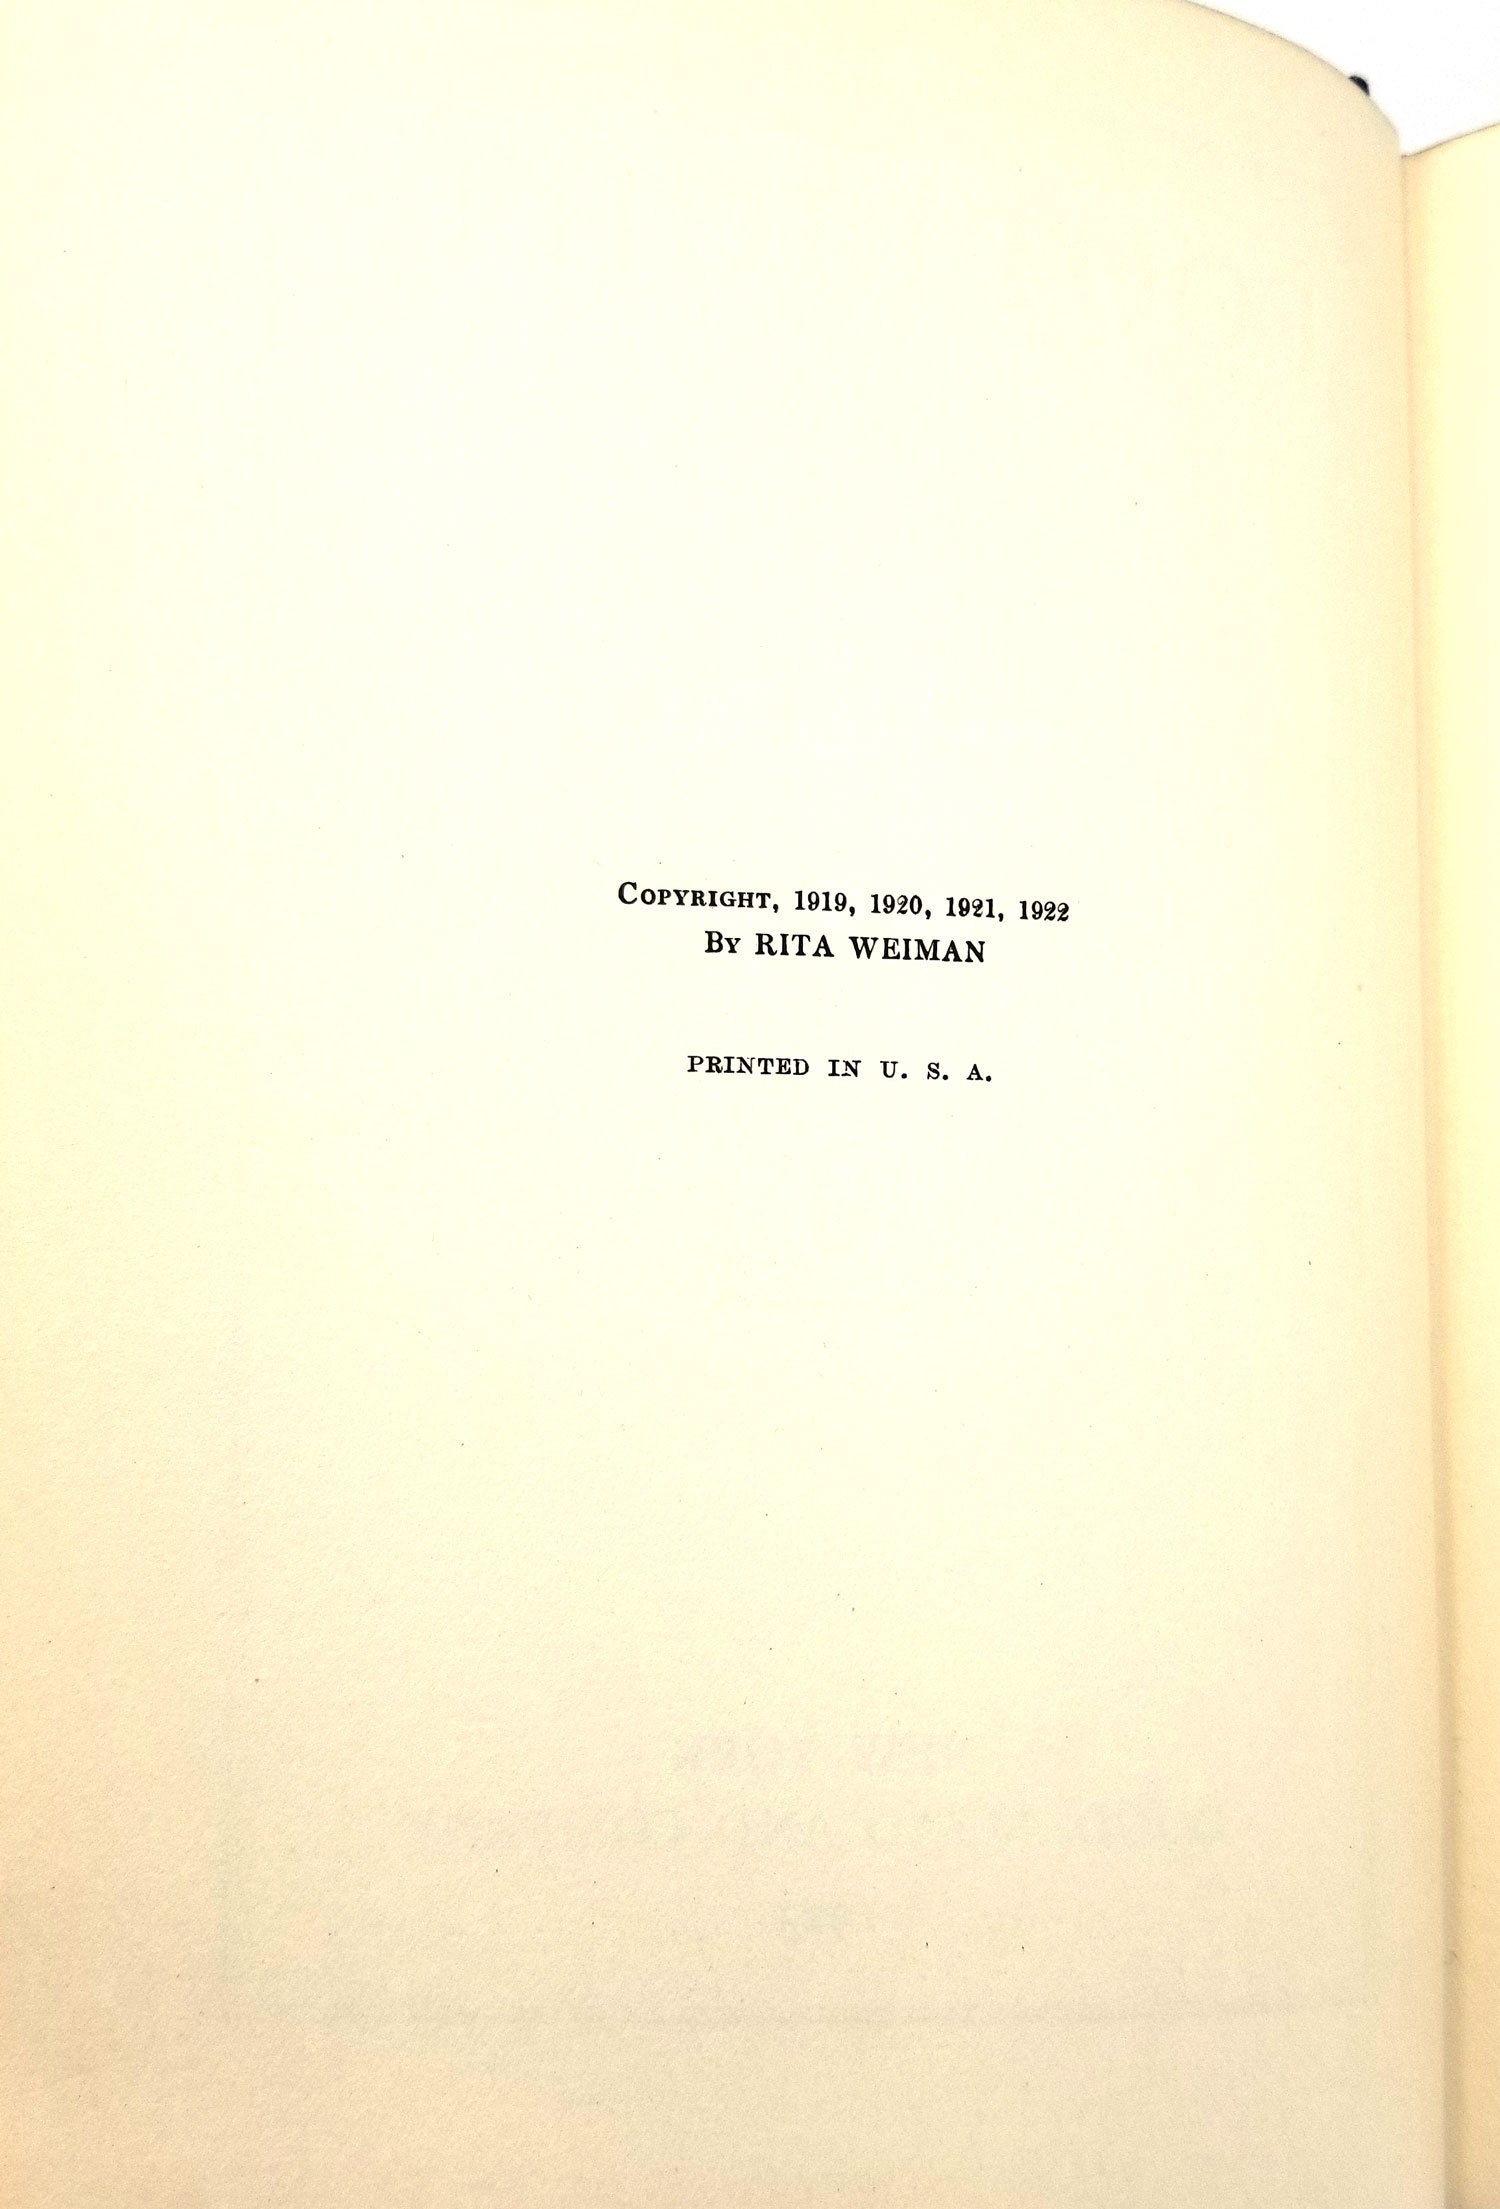 Copyright, 1919, 1920, 1921, 1922
By RITA WEIMAN
PRINTED IN U. S. A.